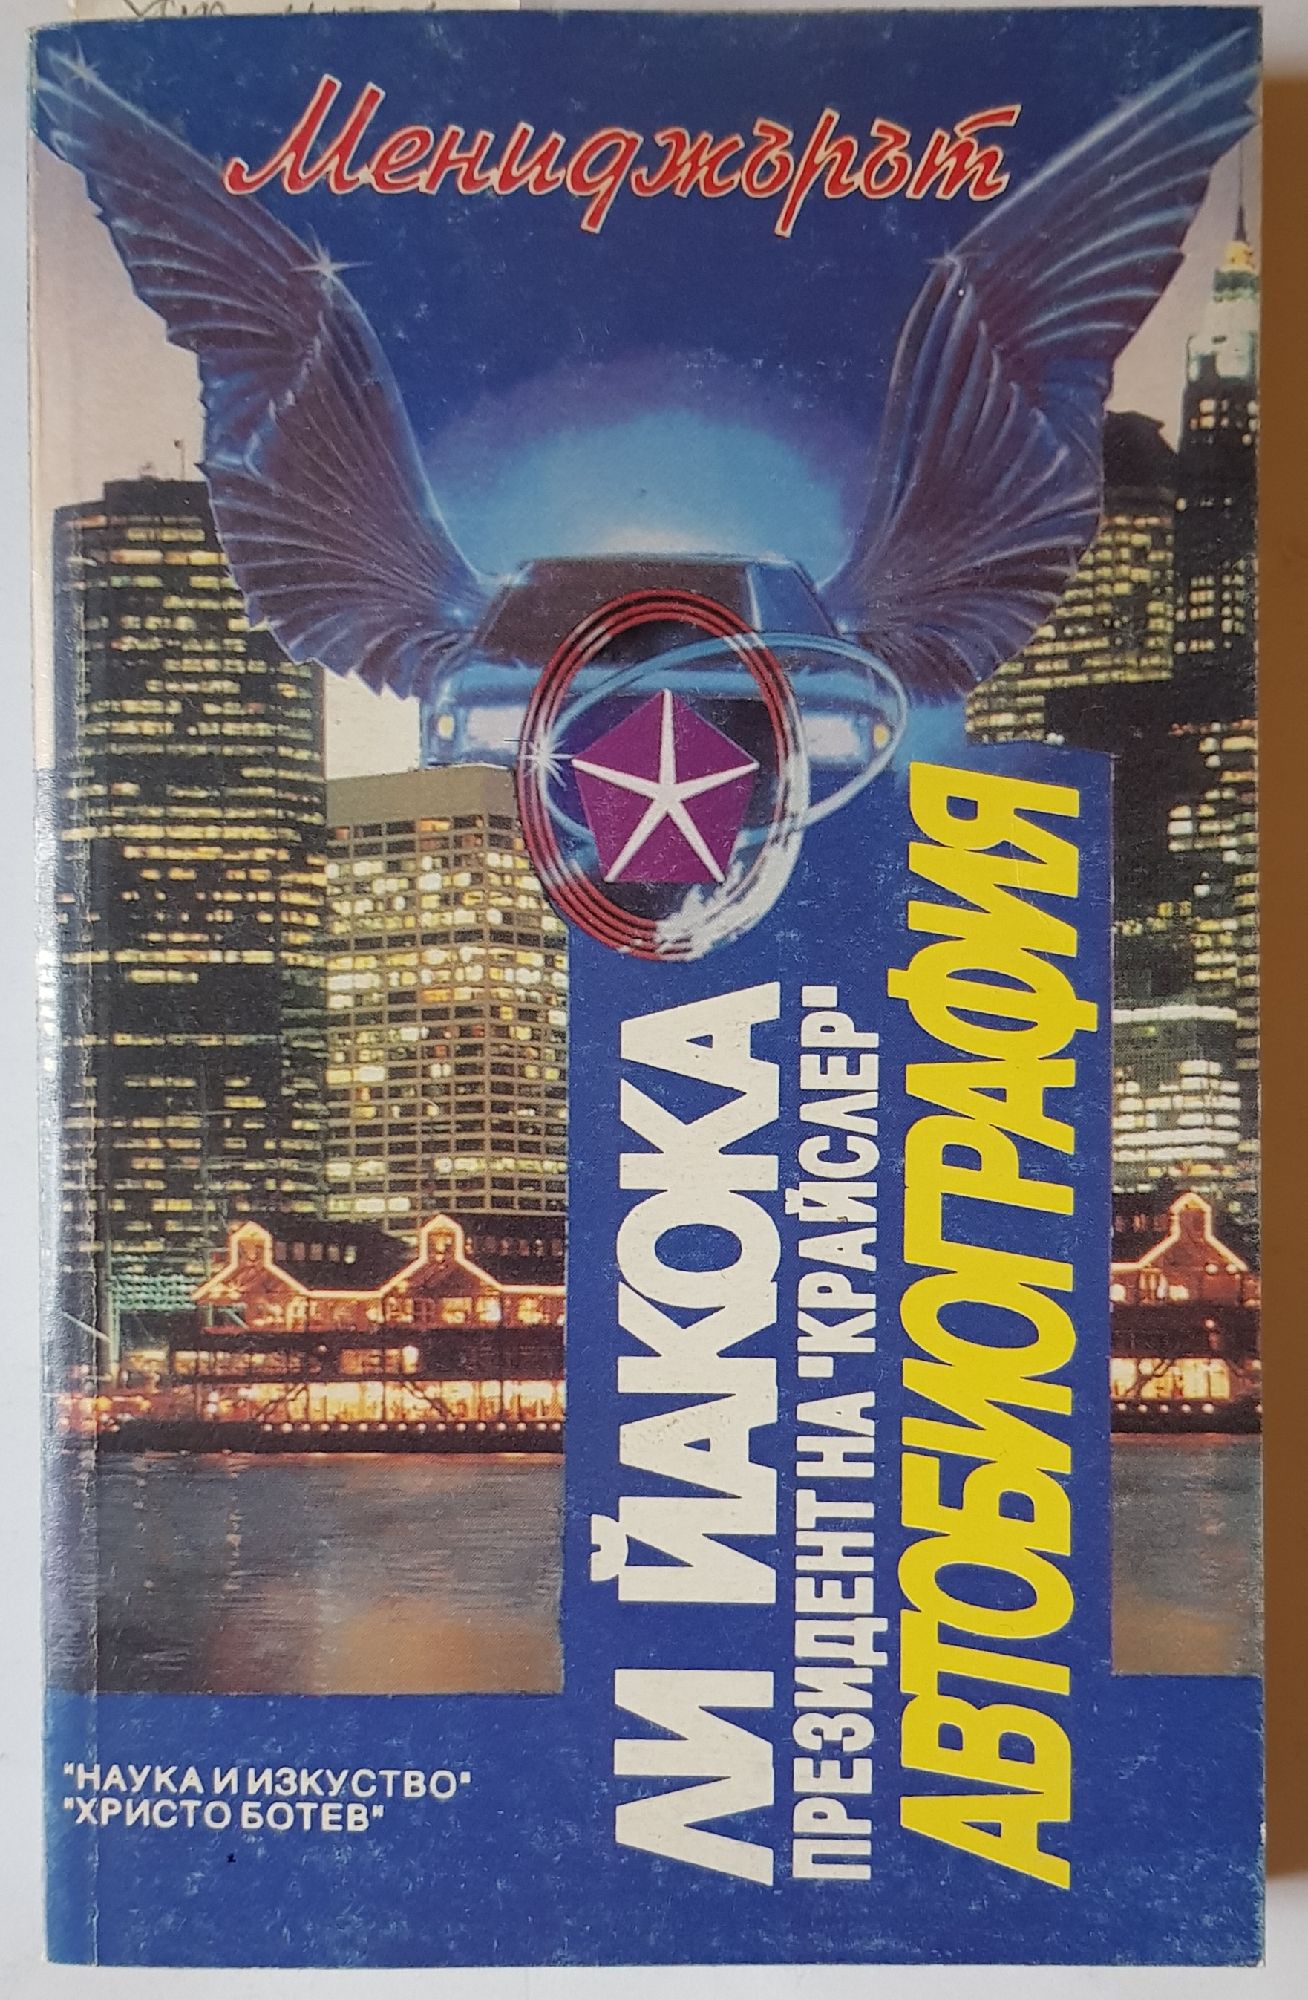 Мениджърът
ЛИ ЙАКОКА
ПРЕЗИДЕНТ НА "КРАЙСЛЕР"
АВТОБИОГРАФИЯ
"НАУКА И ИЗКУСТВО"
"ХРИСТО БОТЕВ"